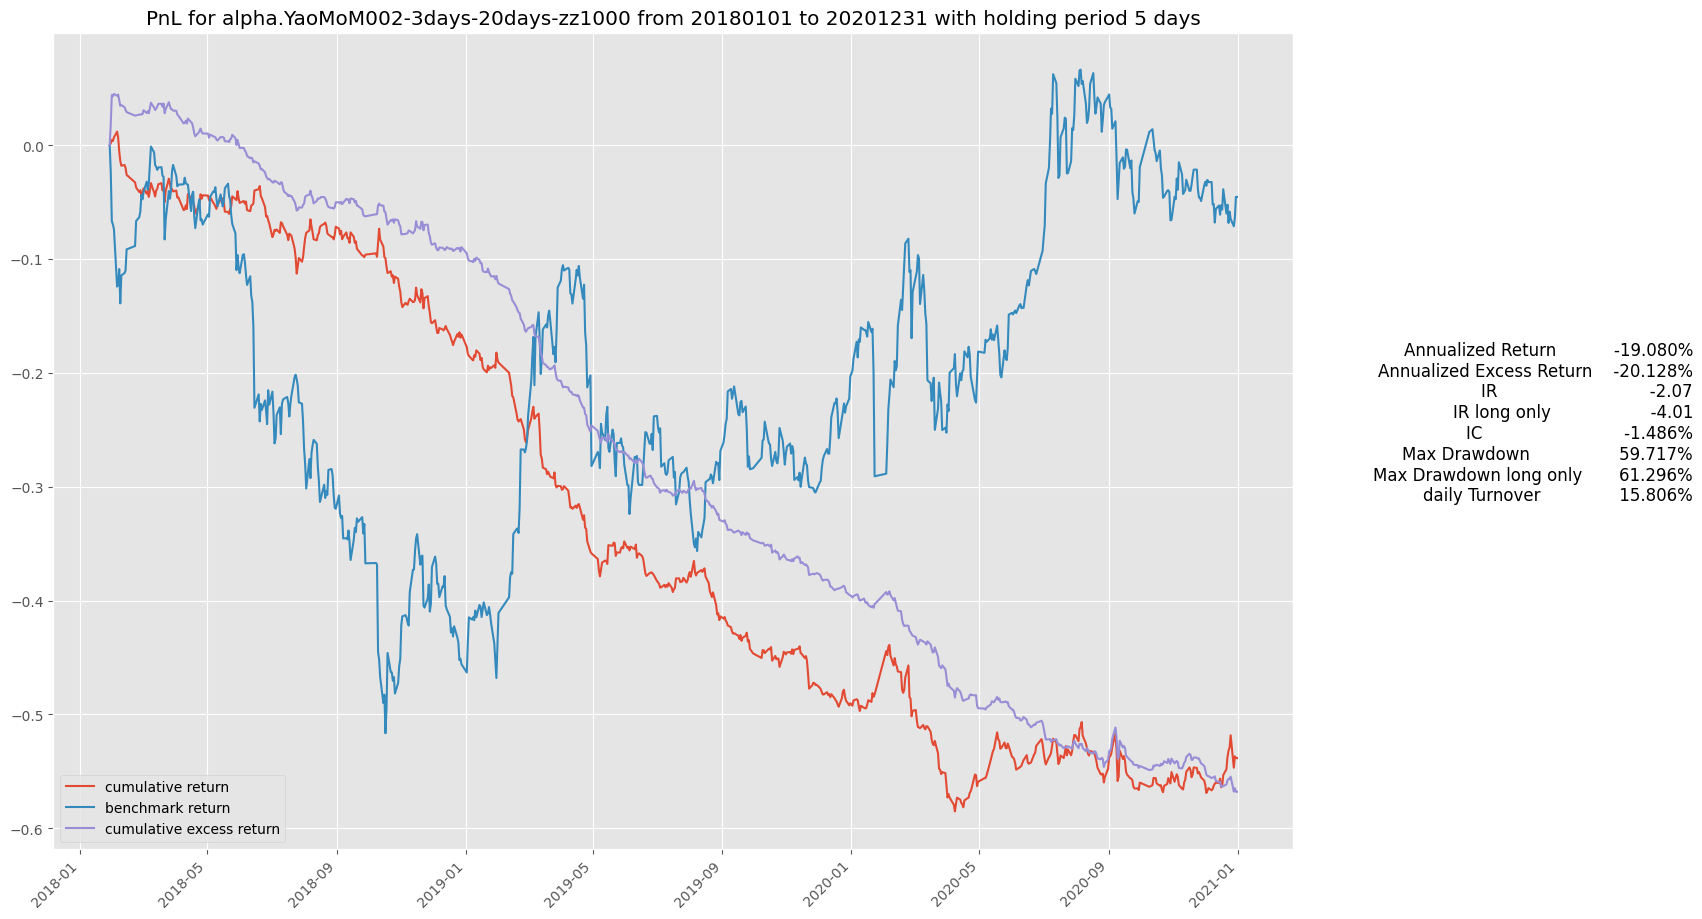 PnL for alpha.YaoMoM002-3days-20days-zz1000 from 20180101 to 20201231 with holding period 5 days
0.0
−0.1
−0.2
−0.3
−0.4
−0.5
−0.6
cumulative return
benchmark return
cumulative excess return
2018-01
2018-05
2018-09
2019-01
2019-05
2019-09
2020-01
2020-05
2020-09
2021-01
Annualized Return -19.080%
Annualized Excess Return -20.128%
IR -2.07
IR long only -4.01
IC -1.486%
Max Drawdown 59.717%
Max Drawdown long only 61.296%
daily Turnover 15.806%